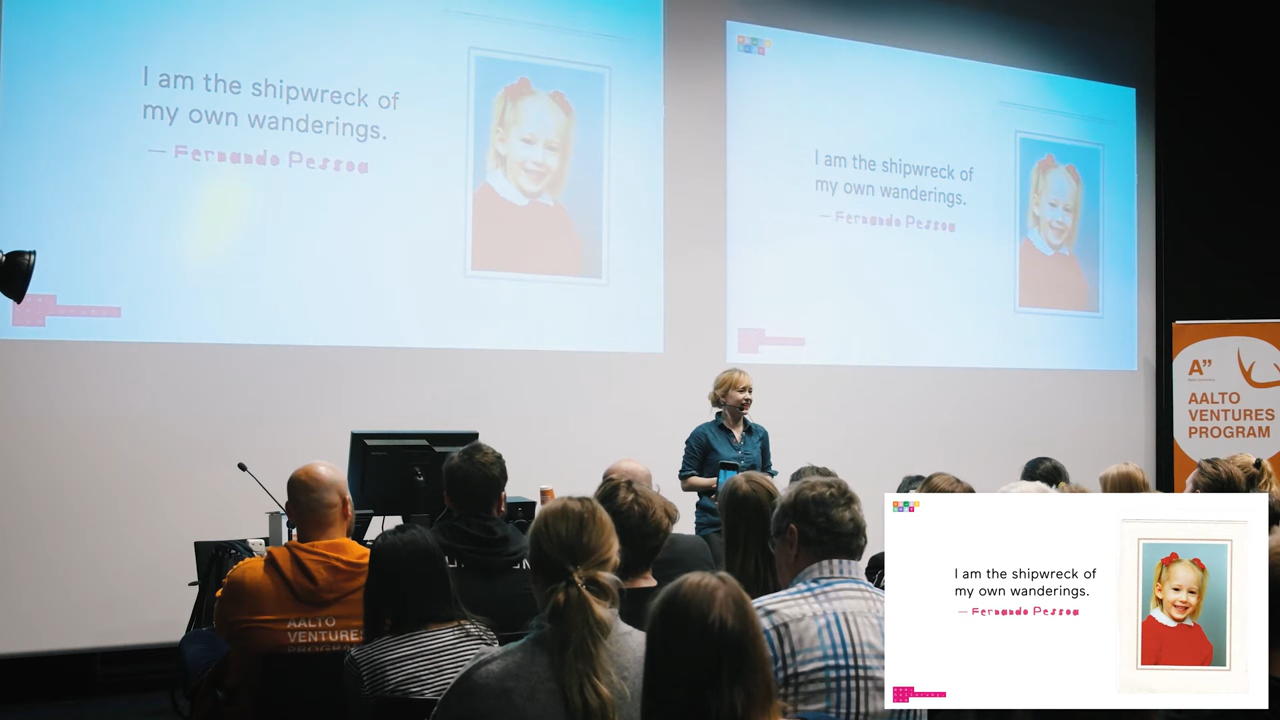 I am the shipwreck of
my own wanderings.
— Fernando Pessoa
I am the shipwreck of
my own wanderings.
— Fernando Pessoa
A”
AALTO
VENTURES
PROGRAM
AALTO
VENTURES
PROGRAM
I am the shipwreck of
my own wanderings.
— Fernando Pessoa